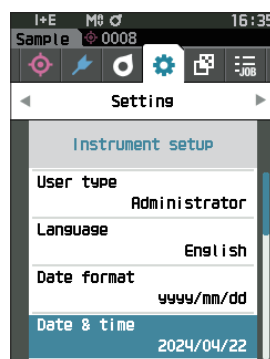 I+E M0 σ 16:35
Sample 0008
-JOB
Setting
Instrument setup
User type
Administrator
Language
English
Date format
yyyy/mm/dd
Date & time
2024/04/22